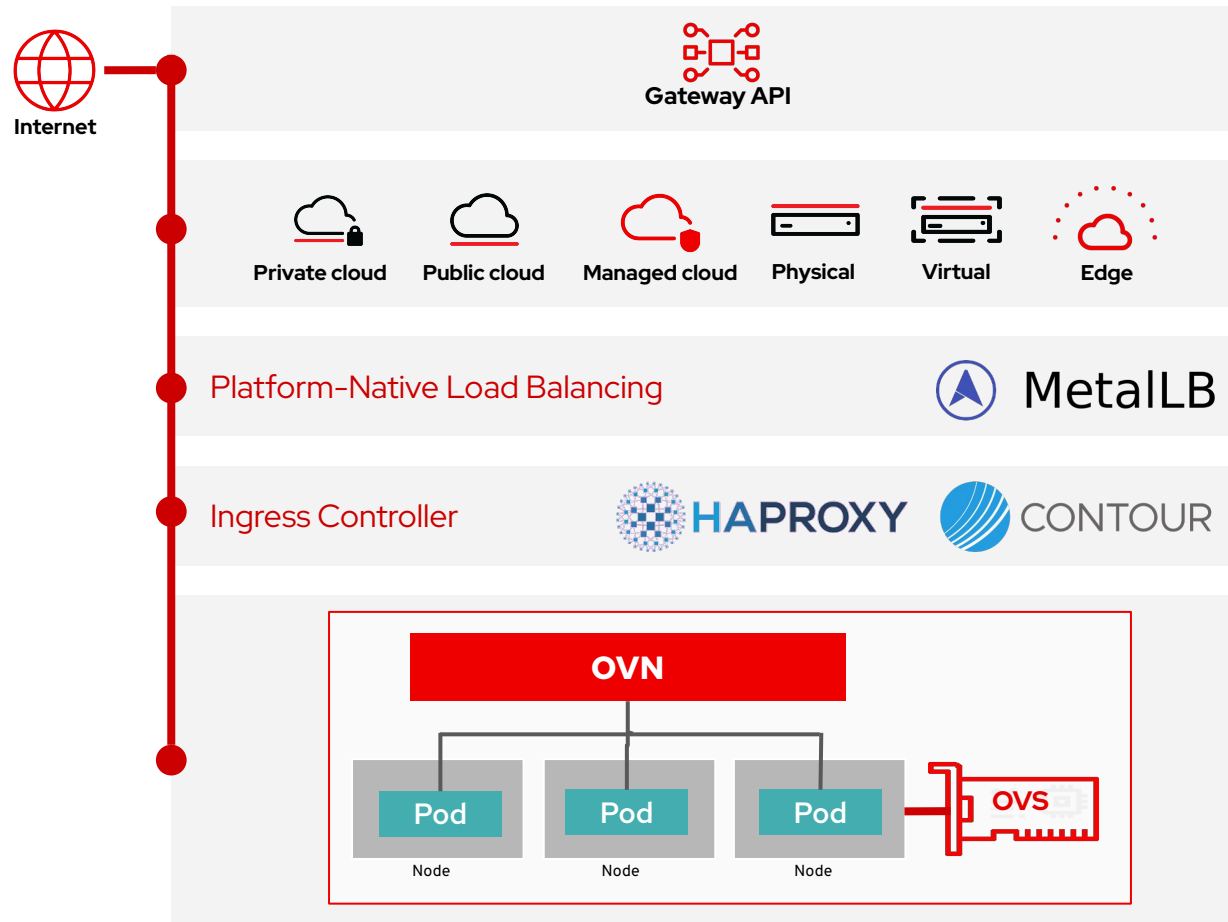 Internet
Gateway API
Private cloud
Public cloud
Managed cloud
Physical
Virtual
Edge
Platform-Native Load Balancing
MetalLB
Ingress Controller
HAPROXY
CONTOUR
OVN
Pod
Pod
Pod
OVS
Node
Node
Node